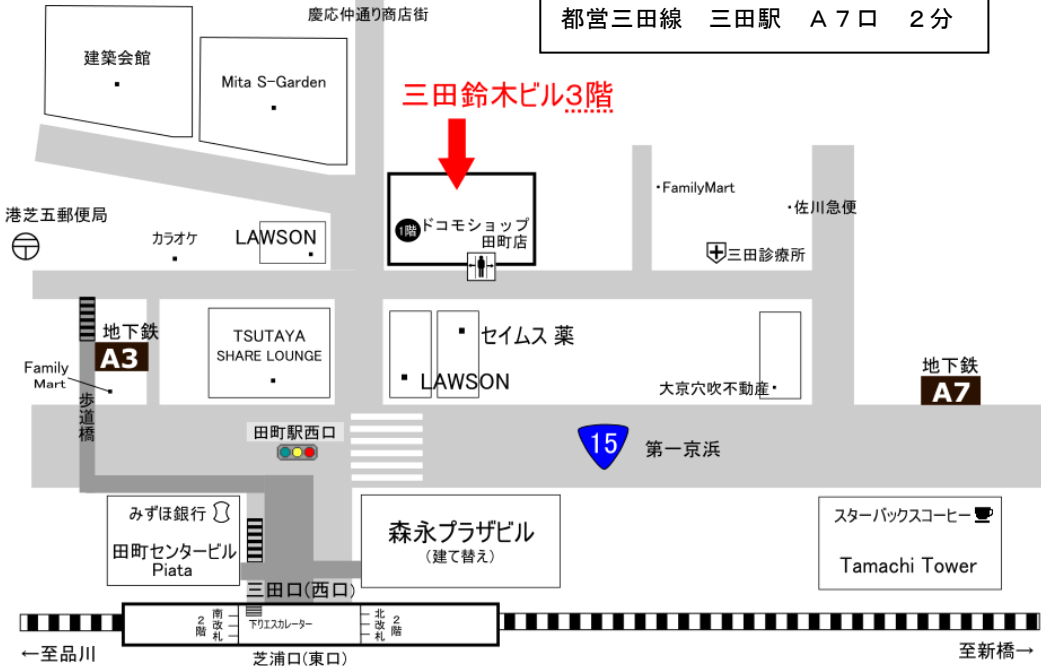 慶応仲通り商店街
都営三田線 三田駅 A7口 2分
建築会館
Mita S-Garden
三田鈴木ビル3階
・FamilyMart
・佐川急便
港芝五郵便局
カラオケ
LAWSON
1階
ドコモショップ
田町店
三田診療所
地下鉄
A3
TSUTAYA
SHARE LOUNGE
セイムス 薬
LAWSON
Family
Mart
大京穴吹不動産
地下鉄
A7
歩道橋
田町駅西口
15
第一京浜
みずほ銀行
田町センタービル
Piata
森永プラザビル
(建て替え)
スターバックスコーヒー
Tamachi Tower
三田口(西口)
2階
南改札
下りエスカレーター
北改札
2階
←至品川
芝浦口(東口)
至新橋→